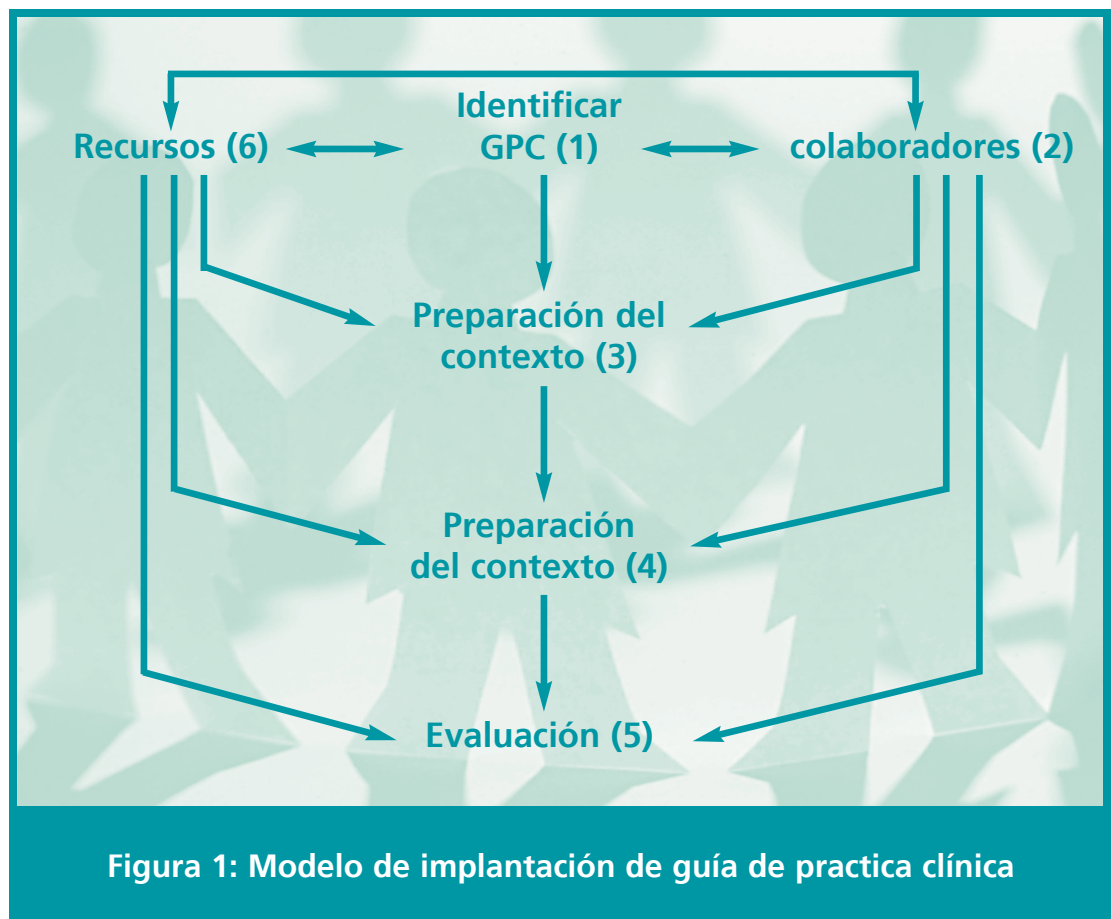 Identificar
Recursos (6)
GPC (1)
colaboradores (2)
Preparación del
contexto (3)
Preparación
del contexto (4)
Evaluación (5)
Figura 1: Modelo de implantación de guía de practica clínica